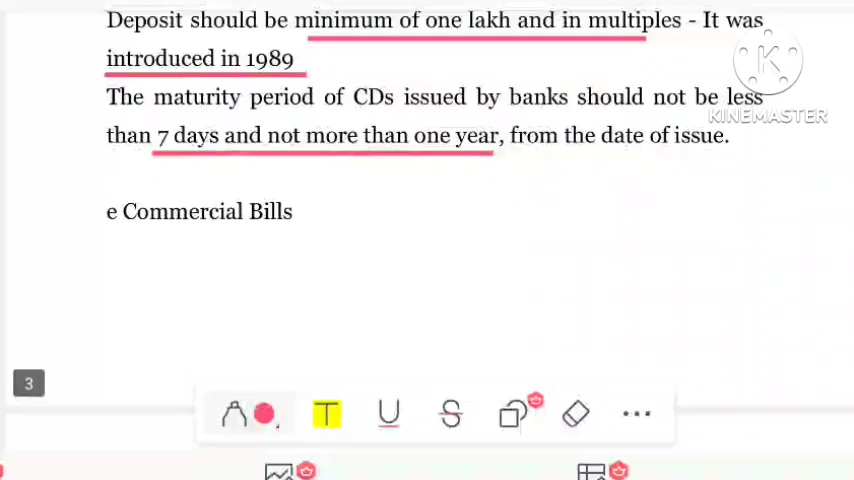 Deposit should be minimum of one lakh and in multiples - It was
introduced in 1989
K
KINEMASTER
The maturity period of CDs issued by banks should not be less
than 7 days and not more than one year, from the date of issue.
e Commercial Bills
3
T U S